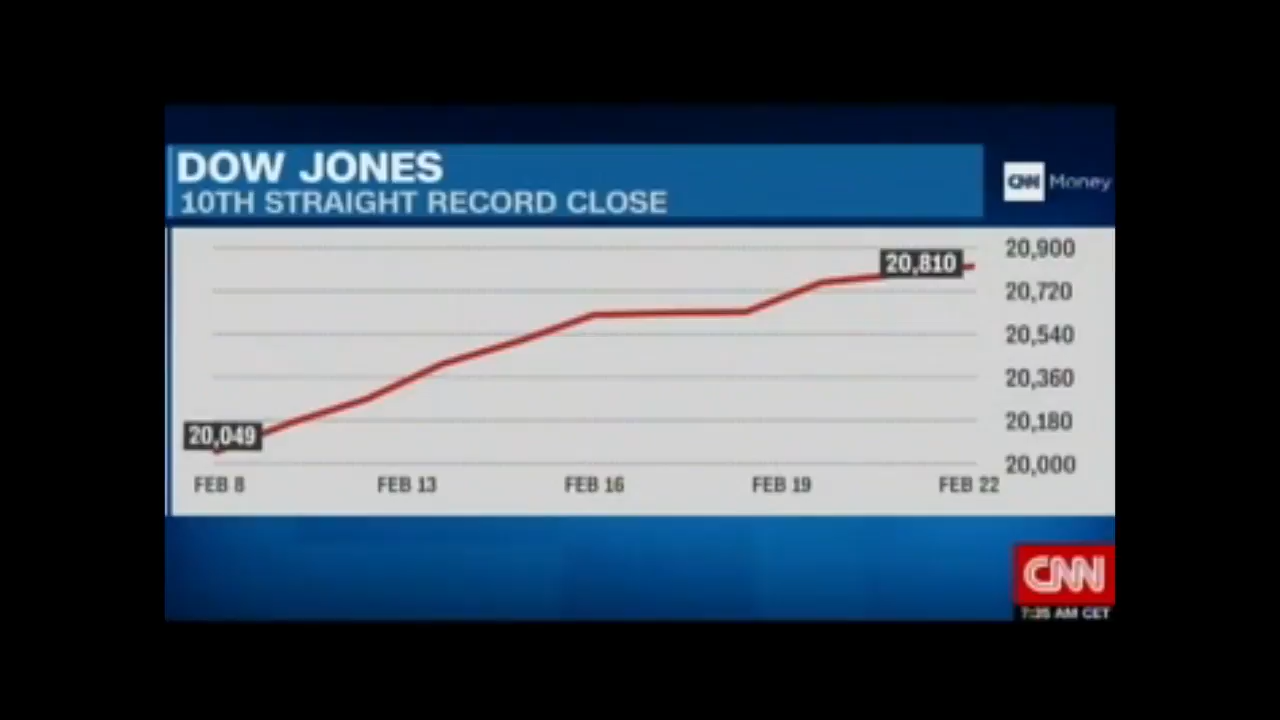 DOW JONES
10TH STRAIGHT RECORD CLOSE
CNN Money
20,900
20,810
20,720
20,540
20,360
20,049
20,180
20,000
FEB 8
FEB 13
FEB 16
FEB 19
FEB 22
CNN
7:35 AM CET